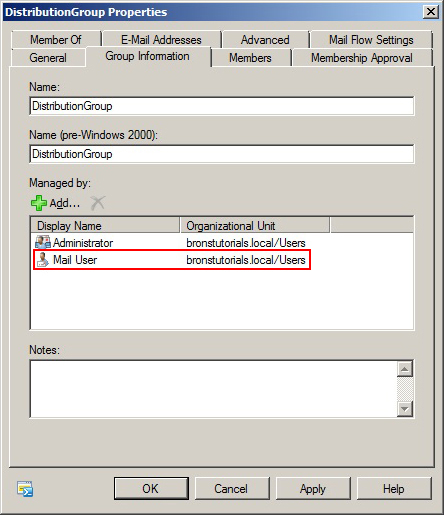 DistributionGroup Properties
Member Of E-Mail Addresses Advanced Mail Flow Settings
General Group Information Members Membership Approval
Name:
DistributionGroup
Name (pre-Windows 2000):
DistributionGroup
Managed by:
Add...
Display Name Organizational Unit
Administrator bronstutorials.local/Users
Mail User bronstutorials.local/Users
Notes:
OK Cancel Apply Help